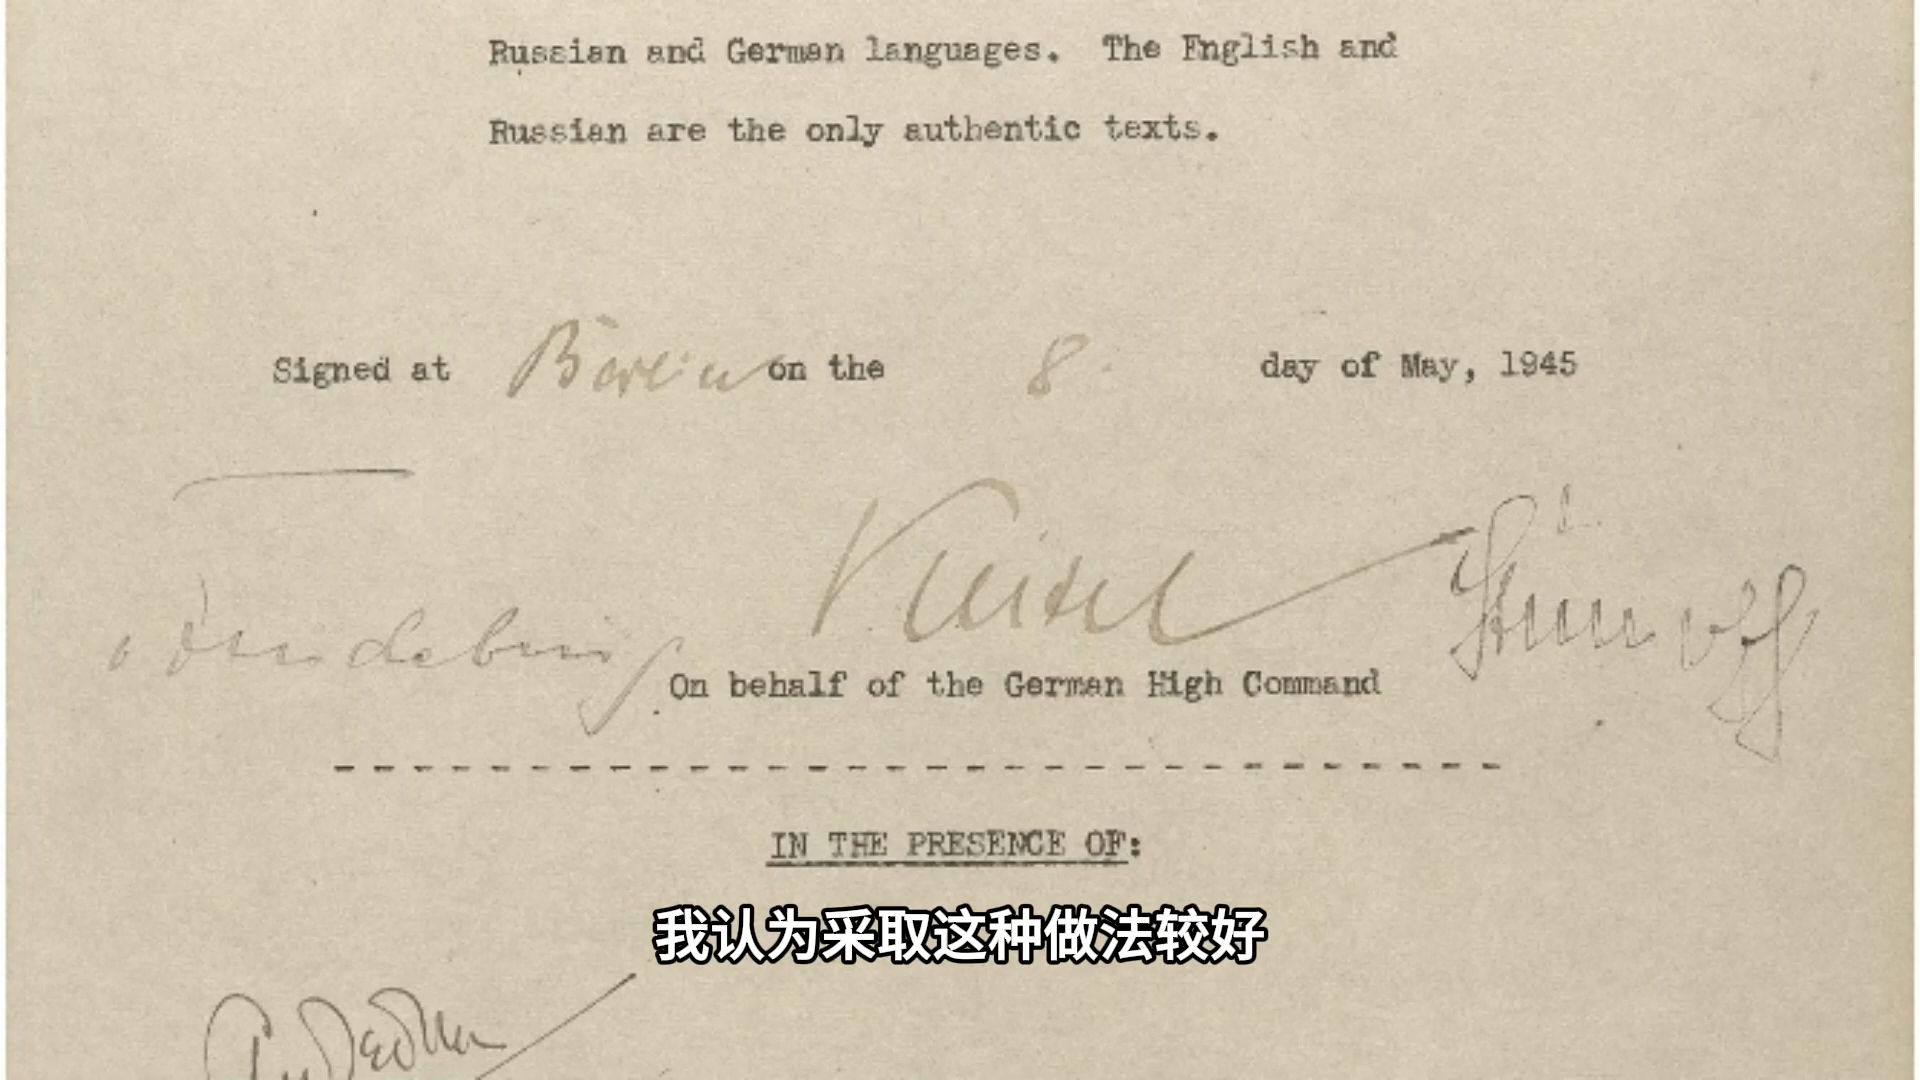 Russian and German languages. The English and
Russian are the only authentic texts.
Signed at Berlin on the 8. day of May, 1945
Keitel
On behalf of the German High Command
IN THE PRESENCE OF:
我认为采取这种做法较好